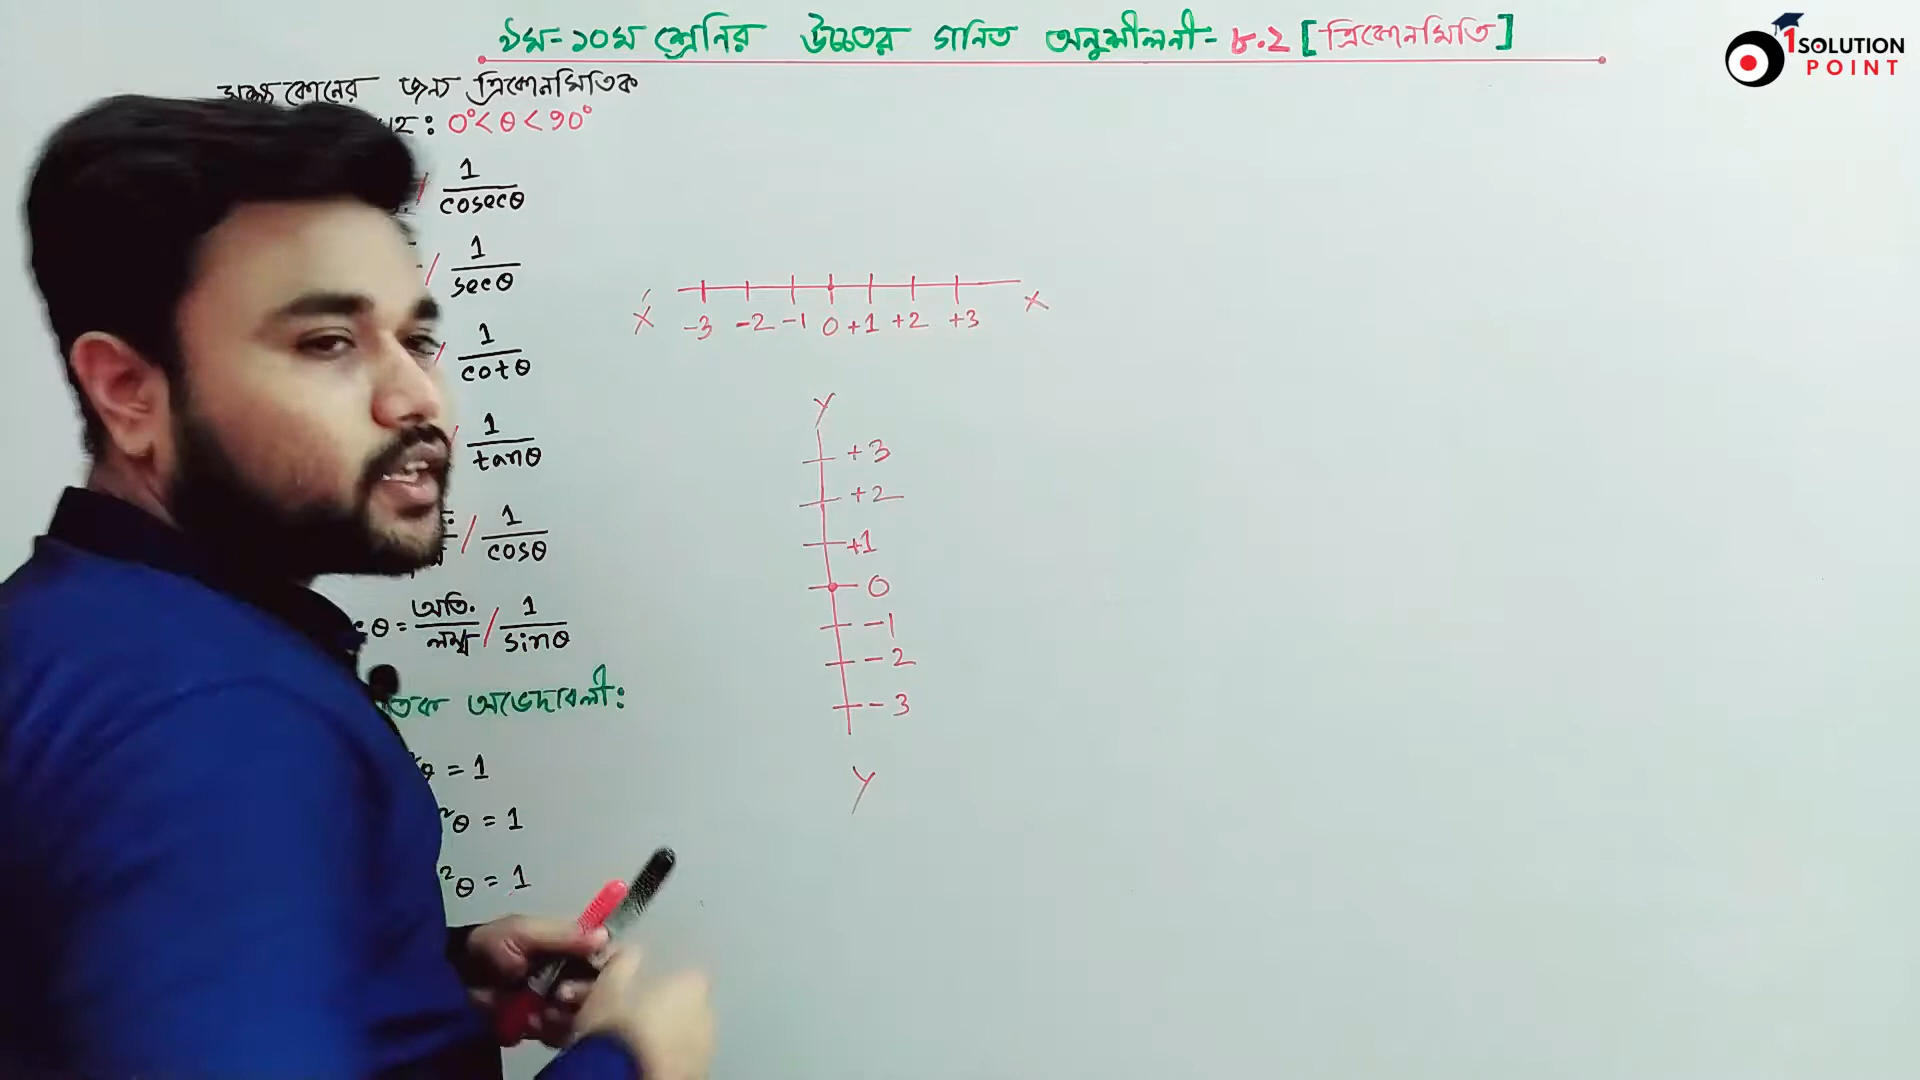 ৯ম-১০ম শ্রেনির উচ্চতর গনিত অনুশীলনী-৮.২ [ত্রিকোনমিতি]
1 SOLUTION POINT
কোনের জন্য ত্রিকোনমিতিক
: 0°<θ<90°
/ 1/cosecθ
/ 1/secθ
/ 1/cotθ
/ 1/tanθ
/ 1/cosθ
θ = অতি./লম্ব / 1/sinθ
অভেদাবলী:
θ = 1
²θ = 1
²θ = 1
X' X
-3 -2 -1 0 +1 +2 +3
Y
+3
+2
+1
0
-1
-2
-3
Y